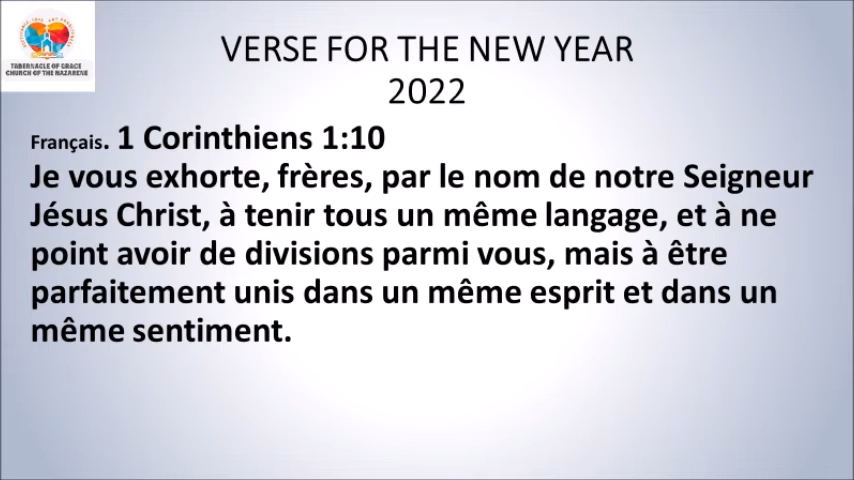 TABERNACLE OF GRACE
CHURCH OF THE NAZARENE
VERSE FOR THE NEW YEAR
2022
Français. 1 Corinthiens 1:10
Je vous exhorte, frères, par le nom de notre Seigneur
Jésus Christ, à tenir tous un même langage, et à ne
point avoir de divisions parmi vous, mais à être
parfaitement unis dans un même esprit et dans un
même sentiment.